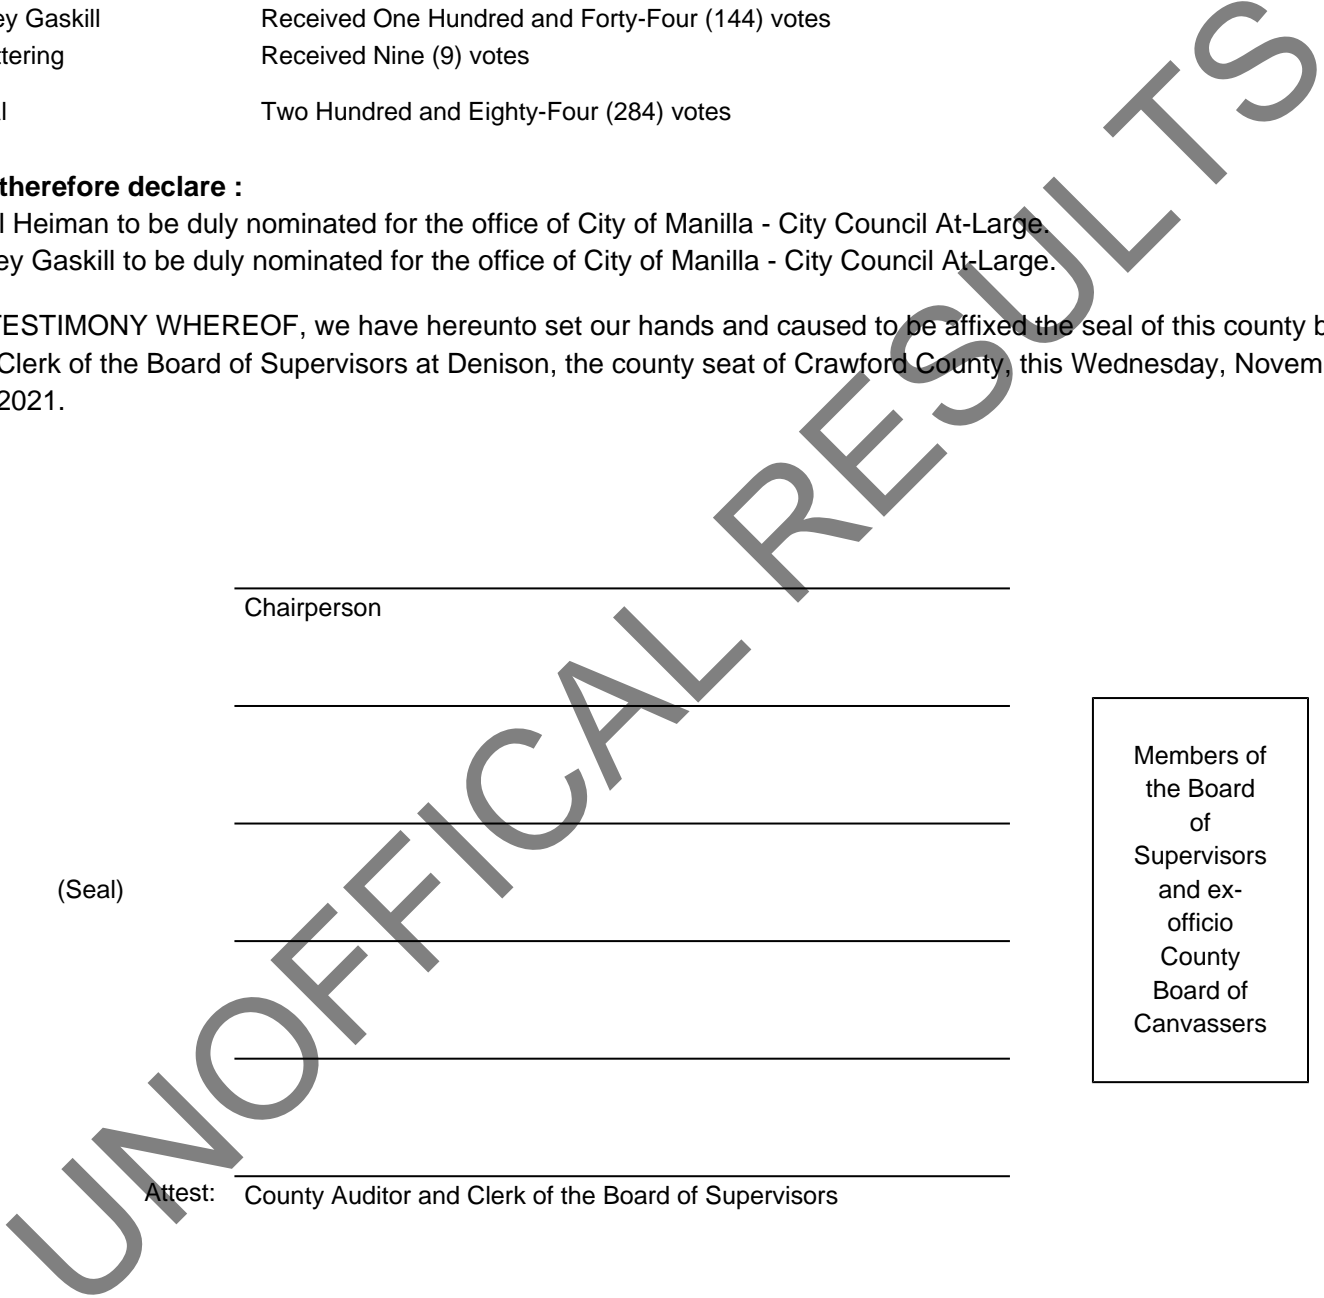 ey Gaskill Received One Hundred and Forty-Four (144) votes
ttering Received Nine (9) votes
al Two Hundred and Eighty-Four (284) votes
therefore declare :
l Heiman to be duly nominated for the office of City of Manilla - City Council At-Large.
ey Gaskill to be duly nominated for the office of City of Manilla - City Council At-Large.
TESTIMONY WHEREOF, we have hereunto set our hands and caused to be affixed the seal of this county b
Clerk of the Board of Supervisors at Denison, the county seat of Crawford County, this Wednesday, Novem
2021.
Chairperson
Members of
the Board
of
Supervisors
and ex-
officio
County
Board of
Canvassers
(Seal)
Attest: County Auditor and Clerk of the Board of Supervisors
UNOFFICAL RESULTS